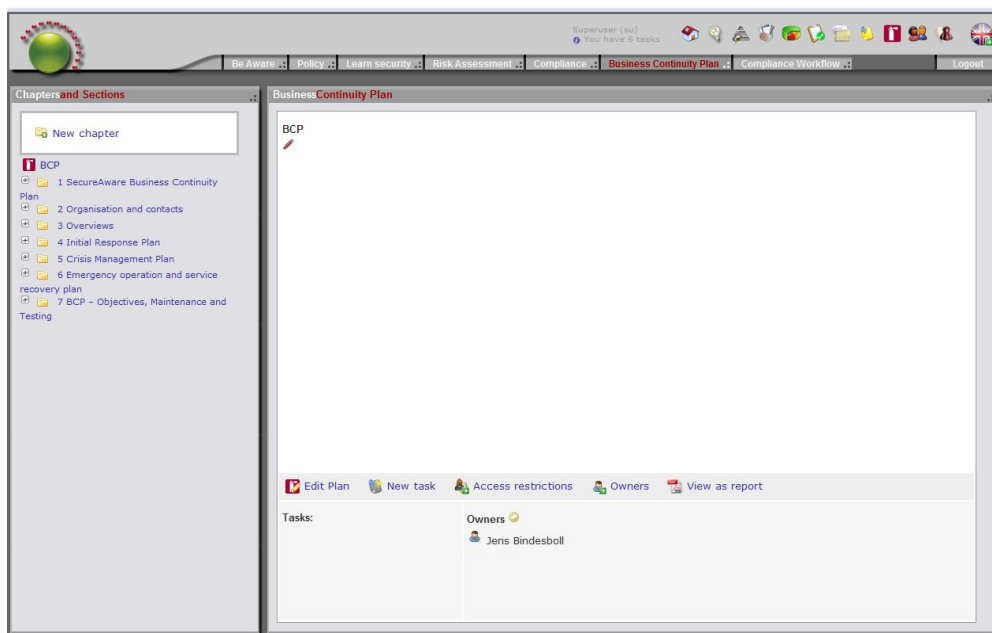 Superuser (su)
You have 6 tasks
Be Aware .: Policy .: Learn security .: Risk Assessment .: Compliance .: Business Continuity Plan .: Compliance Workflow .: Logout
Chapters and Sections .:
BusinessContinuity Plan .:
New chapter
BCP
1 SecureAware Business Continuity
Plan
2 Organisation and contacts
3 Overviews
4 Initial Response Plan
5 Crisis Management Plan
6 Emergency operation and service
recovery plan
7 BCP – Objectives, Maintenance and
Testing
BCP
Edit Plan New task Access restrictions Owners View as report
Tasks:
Owners
Jens Bindesboll